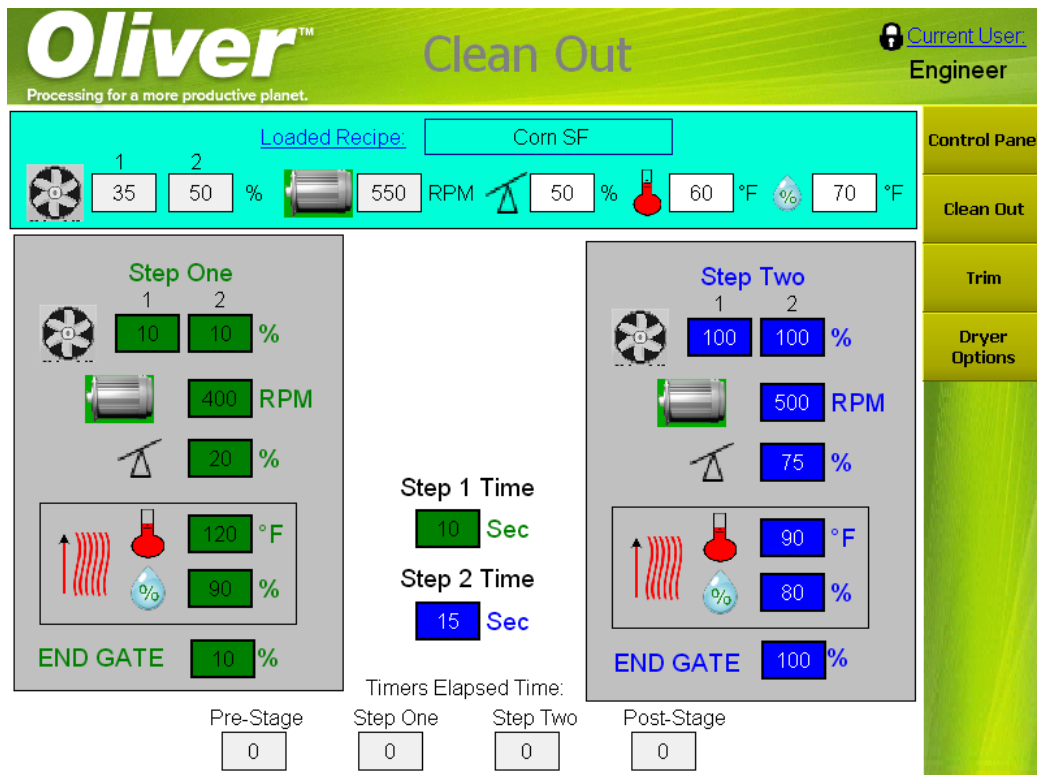 Oliver™
Processing for a more productive planet.
Clean Out
Current User:
Engineer
Loaded Recipe: Corn SF
1 2
35 50 % 550 RPM 50 % 60 °F % 70 °F
Control Pane
Clean Out
Trim
Dryer
Options
Step One
1 2
10 10 %
400 RPM
20 %
120 °F
% 90 %
END GATE 10 %
Step 1 Time
10 Sec
Step 2 Time
15 Sec
Step Two
1 2
100 100 %
500 RPM
75 %
90 °F
% 80 %
END GATE 100 %
Timers Elapsed Time:
Pre-Stage Step One Step Two Post-Stage
0 0 0 0